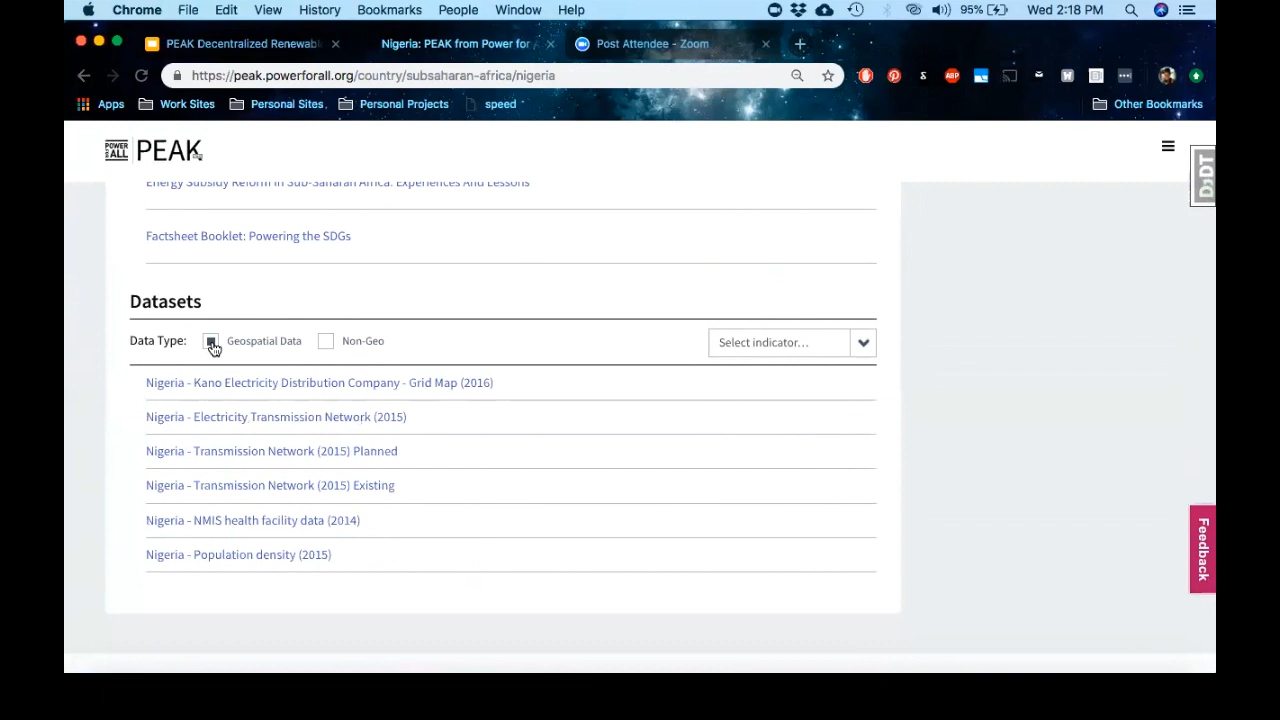 Chrome File Edit View History Bookmarks People Window Help 95% Wed 2:18 PM
PEAK Decentralized Renewab Nigeria: PEAK from Power for Post Attendee - Zoom
https://peak.powerforall.org/country/subsaharan-africa/nigeria ABP
Apps Work Sites Personal Sites Personal Projects speed Other Bookmarks
POWER FOR ALL PEAK
DjDT
Energy Subsidy Reform in Sub-Saharan Africa: Experiences And Lessons
Factsheet Booklet: Powering the SDGs
Datasets
Data Type: Geospatial Data Non-Geo Select indicator...
Nigeria - Kano Electricity Distribution Company - Grid Map (2016)
Nigeria - Electricity Transmission Network (2015)
Nigeria - Transmission Network (2015) Planned
Nigeria - Transmission Network (2015) Existing
Nigeria - NMIS health facility data (2014)
Nigeria - Population density (2015)
Feedback